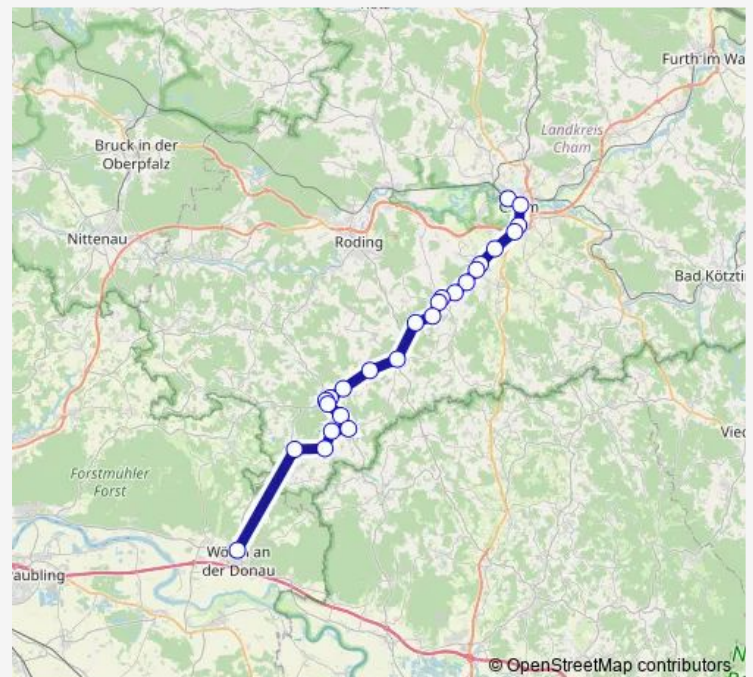 Furth im Wa
Landkreis
Cham
Bruck in der
Oberpfalz
Nittenau
Roding
Bad Kötzti
Viec
Forstmühler
Forst
an
der Donau
aubling
© OpenStreetMap contributors